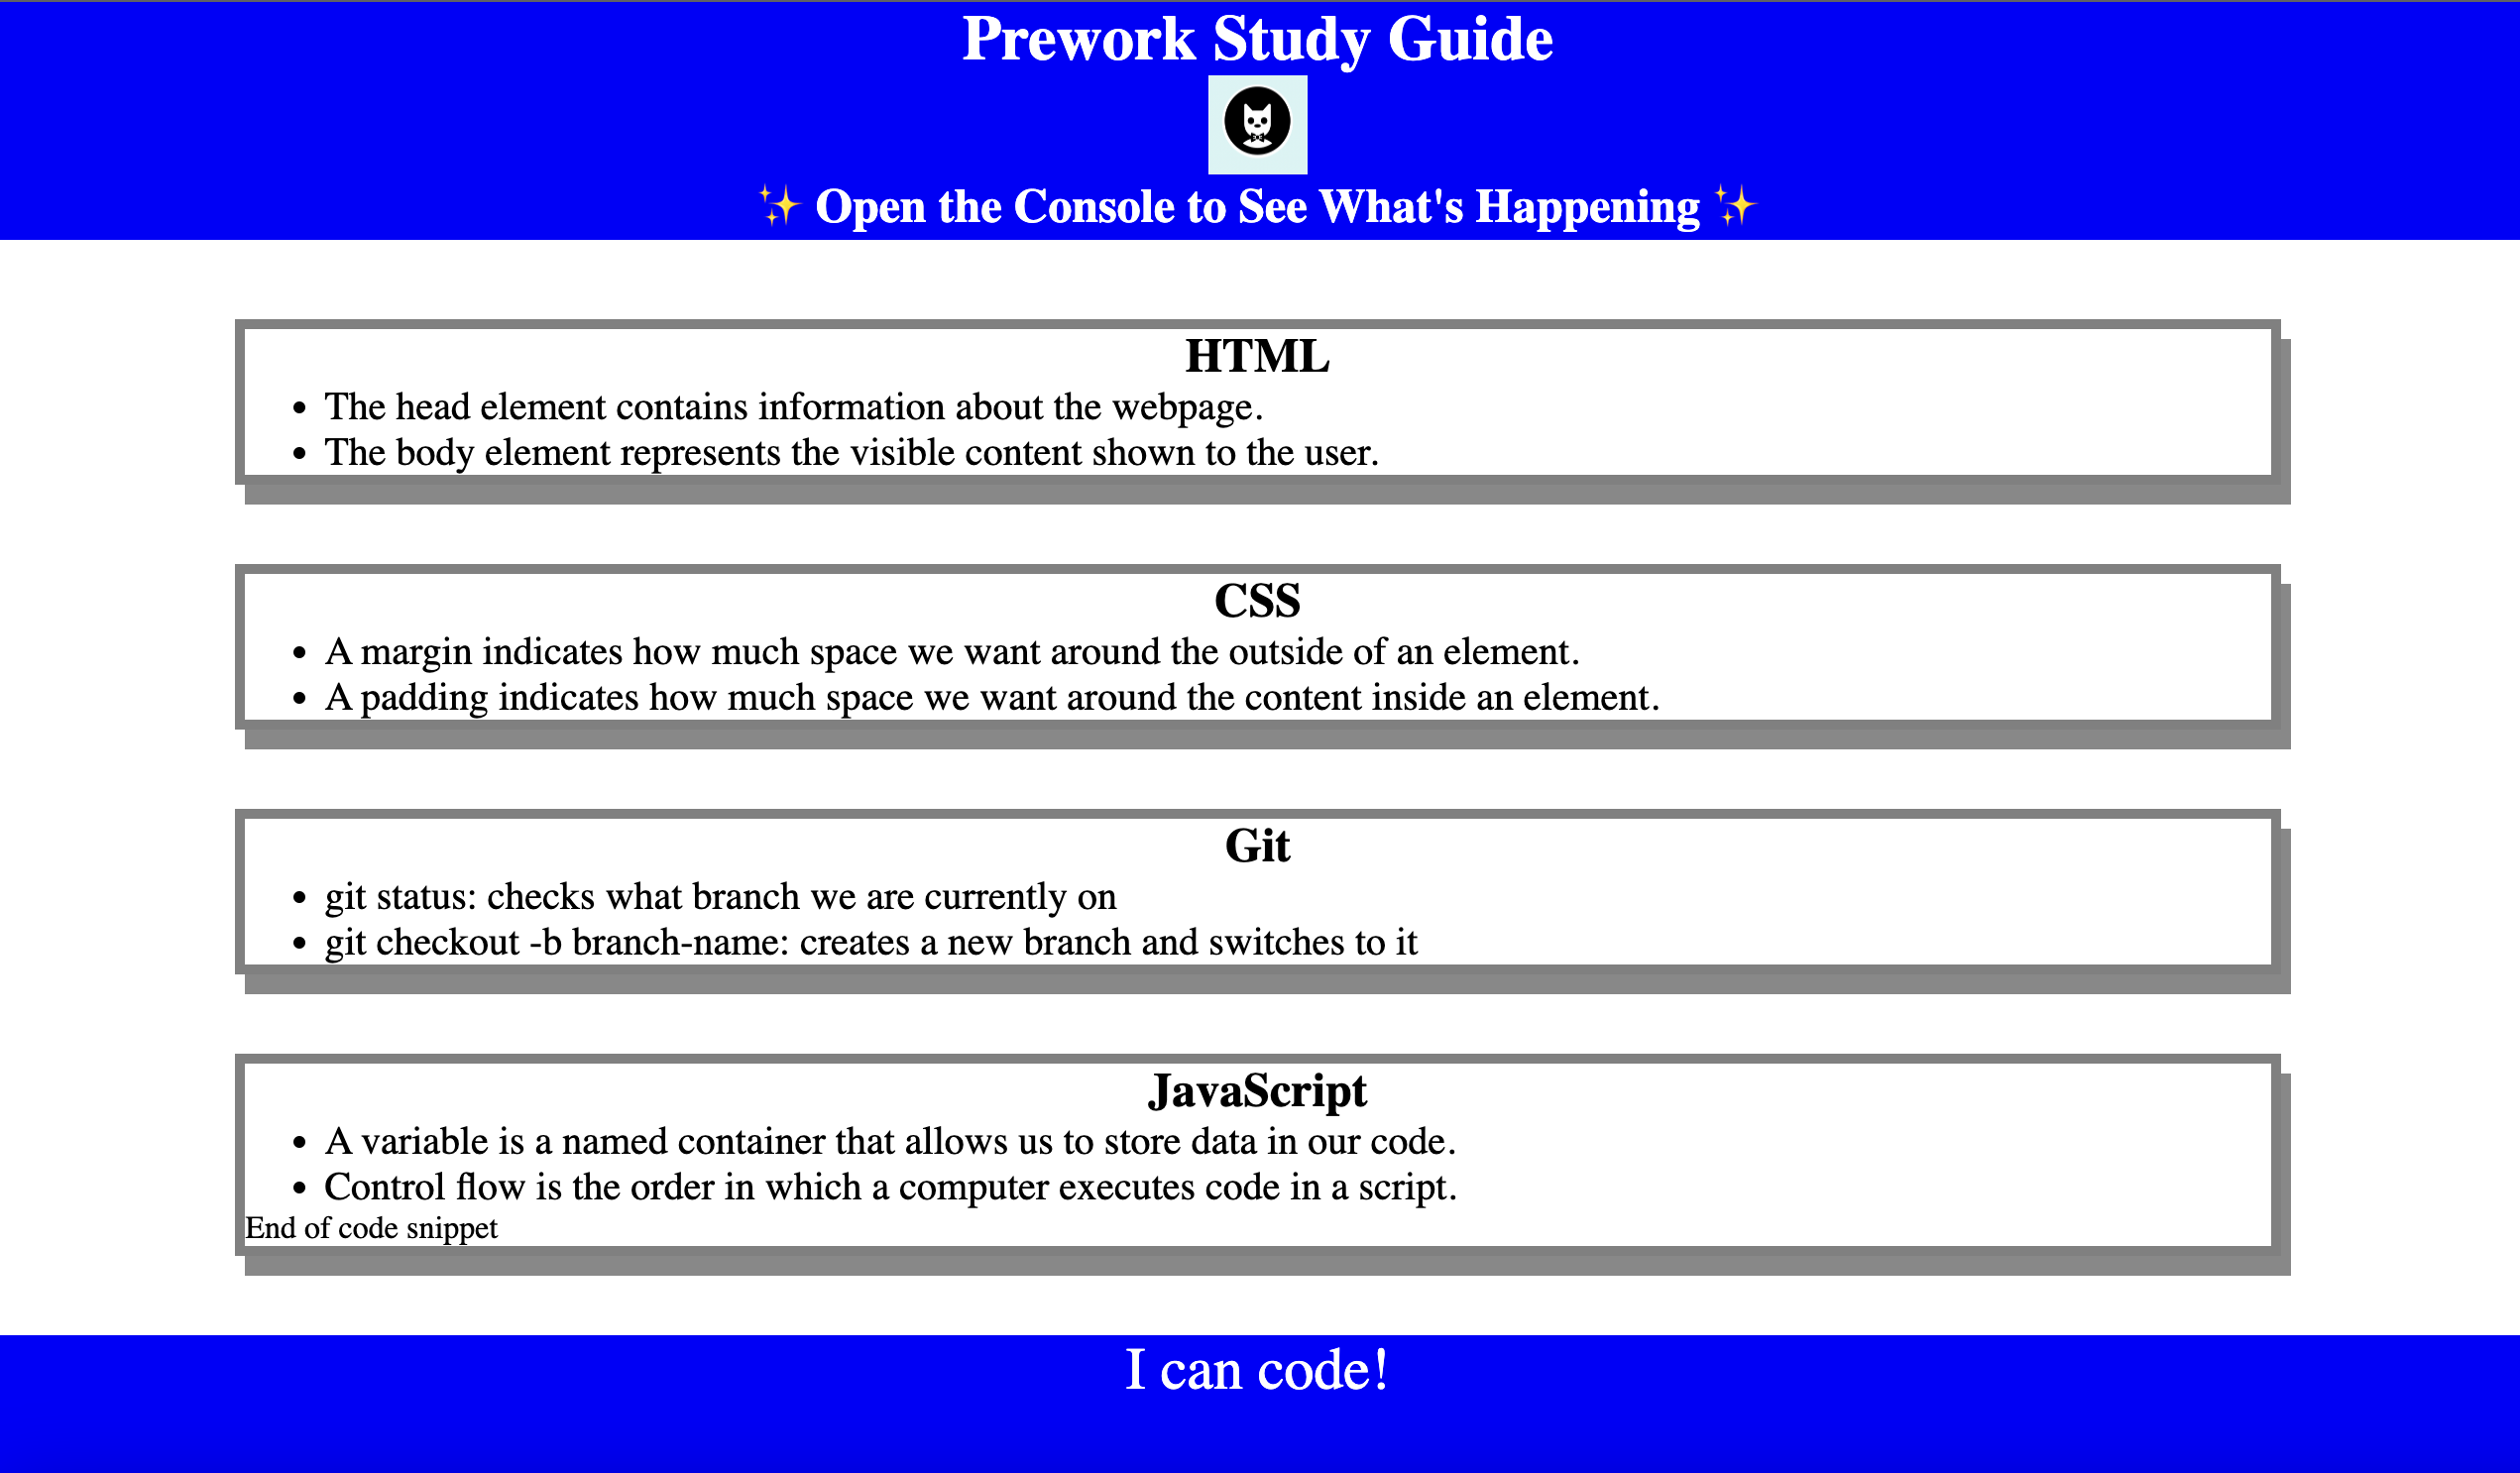 Prework Study Guide
✨ Open the Console to See What's Happening ✨
HTML
• The head element contains information about the webpage.
• The body element represents the visible content shown to the user.
CSS
• A margin indicates how much space we want around the outside of an element.
• A padding indicates how much space we want around the content inside an element.
Git
• git status: checks what branch we are currently on
• git checkout -b branch-name: creates a new branch and switches to it
JavaScript
• A variable is a named container that allows us to store data in our code.
• Control flow is the order in which a computer executes code in a script.
End of code snippet
I can code!